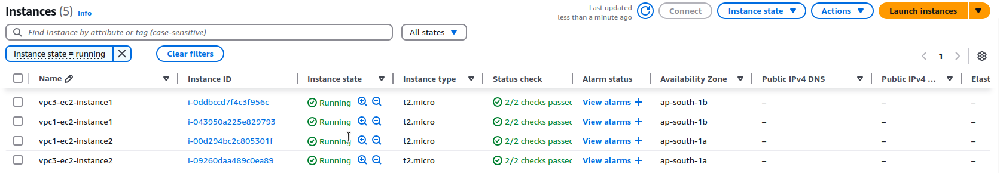 Instances (5) Info
Last updated
less than a minute ago
Connect Instance state Actions Launch instances
Find Instance by attribute or tag (case-sensitive) All states
Instance state = running Clear filters
1
Name Instance ID Instance state Instance type Status check Alarm status Availability Zone Public IPv4 DNS Public IPv4 ... Elast
vpc3-ec2-instance1 i-0ddbccd7f4c3f956c Running t2.micro 2/2 checks passec View alarms + ap-south-1b – – –
vpc1-ec2-instance1 i-043950a225e829793 Running t2.micro 2/2 checks passec View alarms + ap-south-1b – – –
vpc1-ec2-instance2 i-00d294bc2c805301f Running t2.micro 2/2 checks passec View alarms + ap-south-1a – – –
vpc3-ec2-instance2 i-09260daa489c0ea89 Running t2.micro 2/2 checks passec View alarms + ap-south-1a – – –